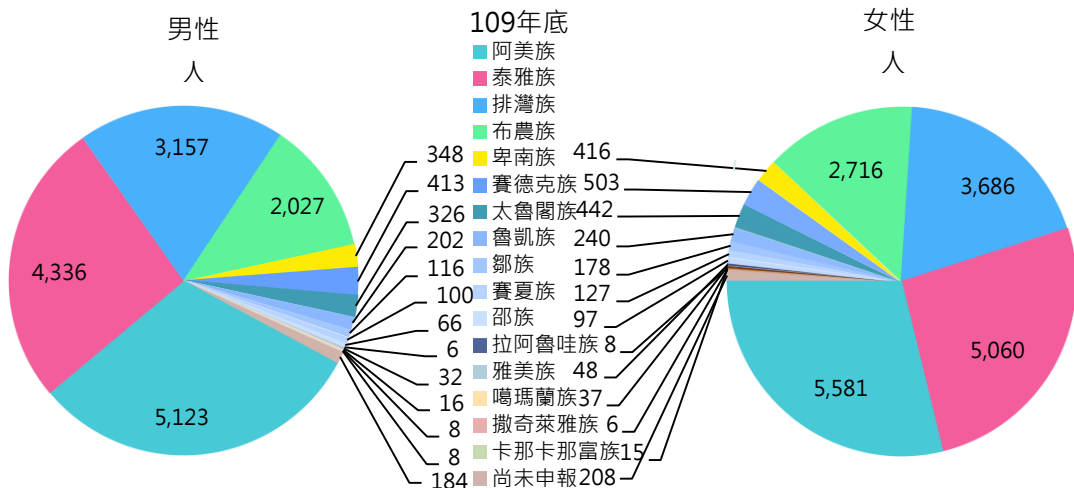 109年底
男性
人
3,157
2,027
4,336
5,123
348
413
326
202
116
100
66
6
32
16
8
8
184
阿美族
泰雅族
排灣族
布農族
卑南族
賽德克族
太魯閣族
魯凱族
鄒族
賽夏族
邵族
拉阿魯哇族
雅美族
噶瑪蘭族
撒奇萊雅族
卡那卡那富族
尚未申報
416
503
442
240
178
127
97
8
48
37
6
15
208
女性
人
2,716
3,686
5,060
5,581